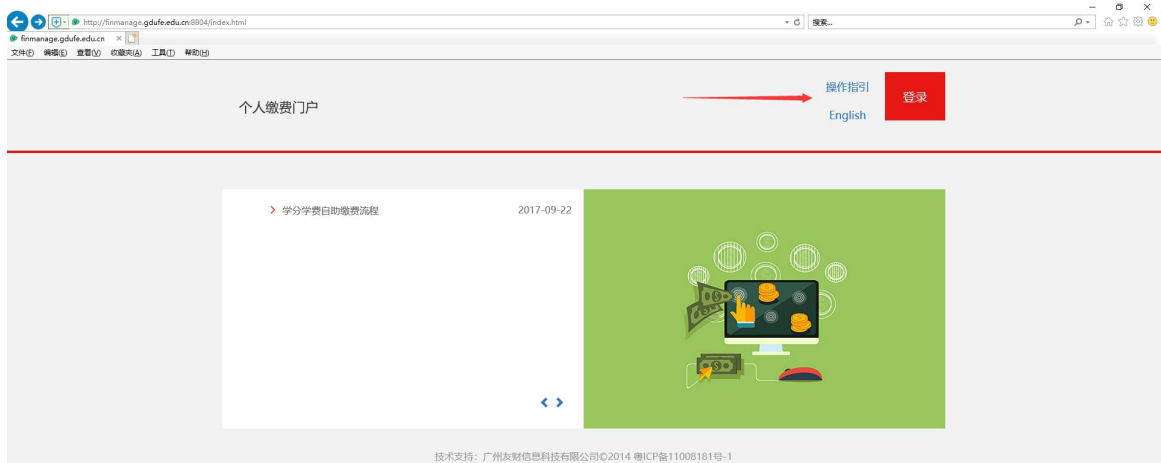 http://finmanage.gdufe.edu.cn:8804/index.html
搜索...
finmanage.gdufe.edu.cn
文件(F) 编辑(E) 查看(V) 收藏夹(A) 工具(T) 帮助(H)
个人缴费门户
操作指引
English
登录
学分学费自助缴费流程 2017-09-22
技术支持：广州友财信息科技有限公司©2014 粤ICP备11008181号-1